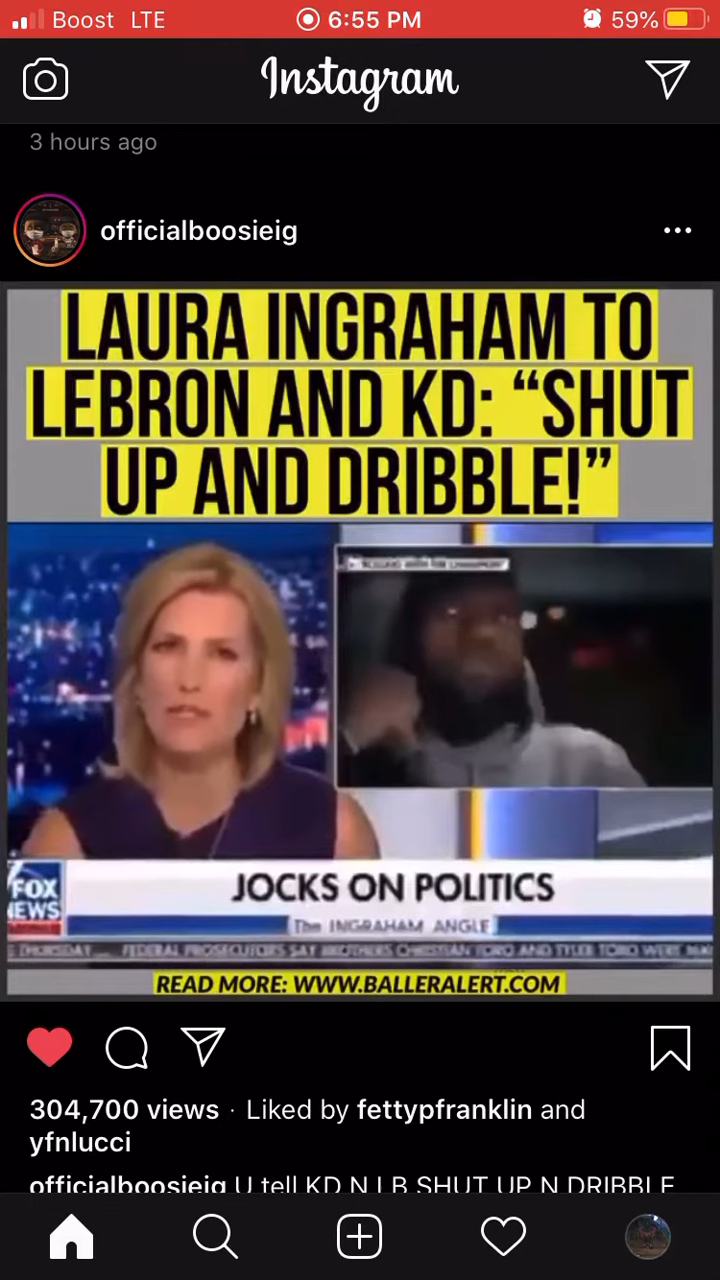 Boost LTE 6:55 PM 59%
Instagram
3 hours ago
officialboosieig
LAURA INGRAHAM TO
LEBRON AND KD: “SHUT
UP AND DRIBBLE!”
JOCKS ON POLITICS
FOX
NEWS
The INGRAHAM ANGLE
THURSDAY FEDERAL PROSECUTORS SAY BROTHERS CHRISTIAN TORO AND TYLER TORO WERE
READ MORE: WWW.BALLERALERT.COM
304,700 views · Liked by fettypfranklin and
yfnlucci
officialboosieig U tell KD N LB SHUT UP N DRIBBLE